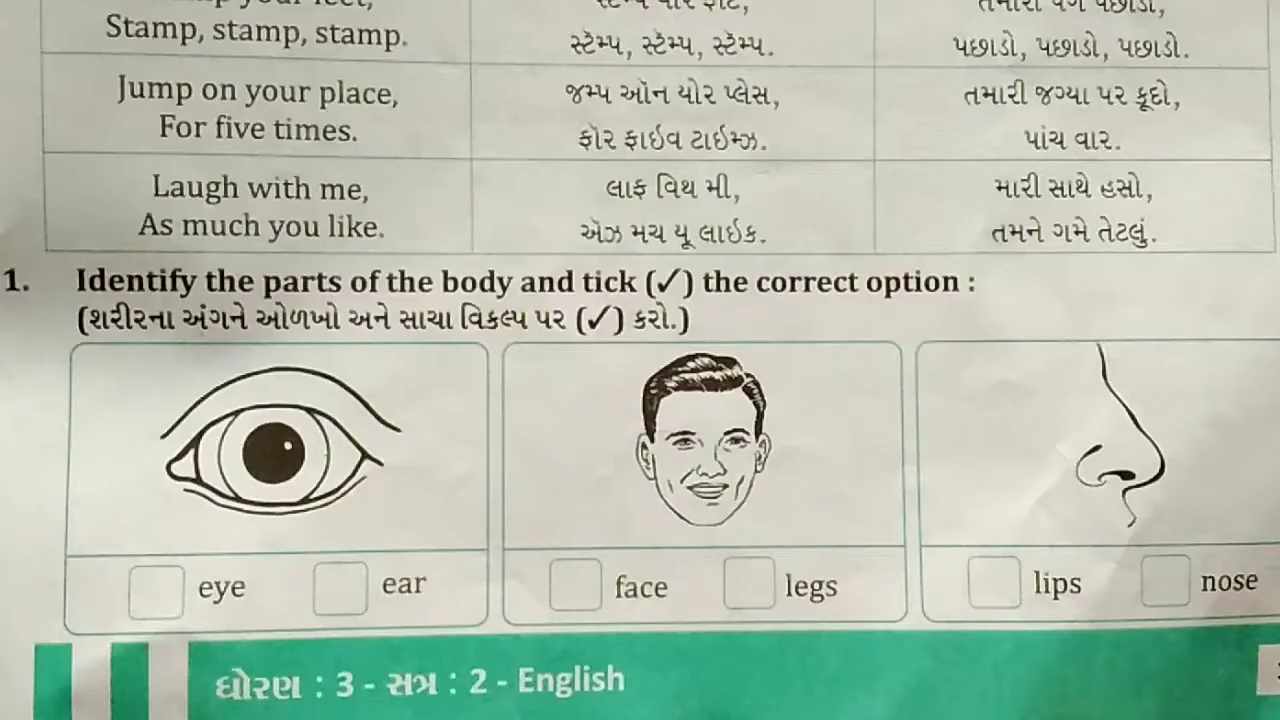 your feet,
Stamp, stamp, stamp.
સ્ટૅમ્પ, સ્ટૅમ્પ, સ્ટૅમ્પ.
પછાડો, પછાડો, પછાડો.
Jump on your place,
For five times.
જમ્પ ઑન યોર પ્લેસ,
ફોર ફાઇવ ટાઇમ્ઝ.
તમારી જગ્યા પર કૂદો,
પાંચ વાર.
Laugh with me,
As much you like.
લાફ વિથ મી,
ઍઝ મચ યૂ લાઇક.
મારી સાથે હસો,
તમને ગમે તેટલું.
1. Identify the parts of the body and tick (✓) the correct option :
(શરીરના અંગને ઓળખો અને સાચા વિકલ્પ પર (✓) કરો.)
eye ear face legs lips nose
ધોરણ : 3 - સત્ર : 2 - English